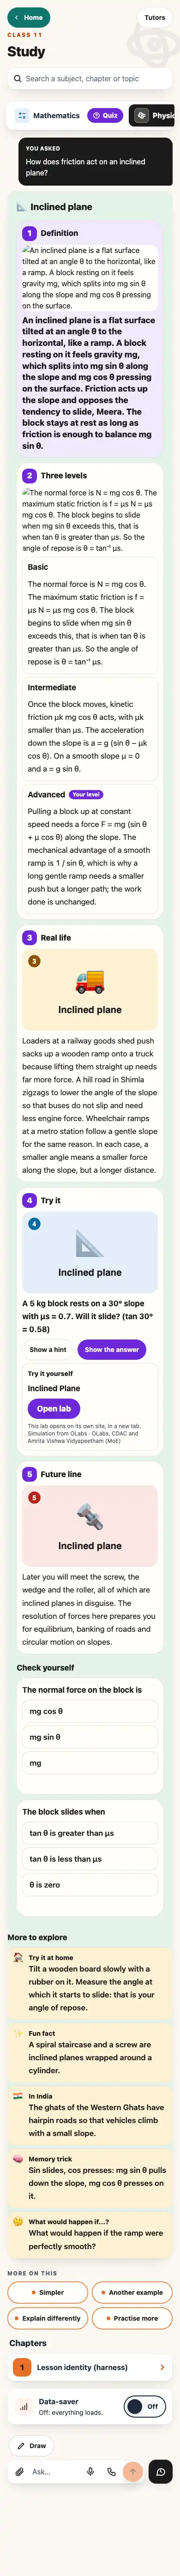 Home
Tutors
CLASS 11
Study
Search a subject, chapter or topic
Mathematics
Quiz
Physic
YOU ASKED
How does friction act on an inclined
plane?
Inclined plane
1 Definition
An inclined plane is a flat surface
tilted at an angle θ to the horizontal, like
a ramp. A block resting on it feels
gravity mg, which splits into mg sin θ
along the slope and mg cos θ pressing
on the surface.
An inclined plane is a flat surface
tilted at an angle θ to the
horizontal, like a ramp. A block
resting on it feels gravity mg,
which splits into mg sin θ along
the slope and mg cos θ pressing
on the surface. Friction acts up
the slope and opposes the
tendency to slide, Meera. The
block stays at rest as long as
friction is enough to balance mg
sin θ.
2 Three levels
The normal force is N = mg cos θ. The
maximum static friction is f = μs N = μs
mg cos θ. The block begins to slide
when mg sin θ exceeds this, that is
when tan θ is greater than μs. So the
angle of repose is θ = tan⁻¹ μs.
Basic
The normal force is N = mg cos θ.
The maximum static friction is f =
μs N = μs mg cos θ. The block
begins to slide when mg sin θ
exceeds this, that is when tan θ is
greater than μs. So the angle of
repose is θ = tan⁻¹ μs.
Intermediate
Once the block moves, kinetic
friction μk mg cos θ acts, with μk
smaller than μs. The acceleration
down the slope is a = g (sin θ − μk
cos θ). On a smooth slope μ = 0
and a = g sin θ.
Advanced Your level
Pulling a block up at constant
speed needs a force F = mg (sin θ
+ μ cos θ) along the slope. The
mechanical advantage of a smooth
ramp is 1 / sin θ, which is why a
long gentle ramp needs a smaller
push but a longer path; the work
done is unchanged.
3 Real life
3
Inclined plane
Loaders at a railway goods shed push
sacks up a wooden ramp onto a truck
because lifting them straight up needs
far more force. A hill road in Shimla
zigzags to lower the angle of the slope
so that buses do not slip and need
less engine force. Wheelchair ramps
at a metro station follow a gentle slope
for the same reason. In each case, a
smaller angle means a smaller force
along the slope, but a longer distance.
4 Try it
4
Inclined plane
A 5 kg block rests on a 30° slope
with μs = 0.7. Will it slide? (tan 30°
= 0.58)
Show a hint
Show the answer
Try it yourself
Inclined Plane
Open lab
This lab opens on its own site, in a new tab.
Simulation from OLabs · OLabs, CDAC and
Amrita Vishwa Vidyapeetham (MoE)
5 Future line
5
Inclined plane
Later you will meet the screw, the
wedge and the roller, all of which are
inclined planes in disguise. The
resolution of forces here prepares you
for equilibrium, banking of roads and
circular motion on slopes.
Check yourself
The normal force on the block is
mg cos θ
mg sin θ
mg
The block slides when
tan θ is greater than μs
tan θ is less than μs
θ is zero
More to explore
Try it at home
Tilt a wooden board slowly with a
rubber on it. Measure the angle at
which it starts to slide: that is your
angle of repose.
Fun fact
A spiral staircase and a screw are
inclined planes wrapped around a
cylinder.
In India
The ghats of the Western Ghats have
hairpin roads so that vehicles climb
with a small slope.
Memory trick
Sin slides, cos presses: mg sin θ pulls
down the slope, mg cos θ presses on
it.
What would happen if...?
What would happen if the ramp were
perfectly smooth?
MORE ON THIS
Simpler
Another example
Explain differently
Practise more
Chapters
1 Lesson identity (harness)
Data-saver
Off: everything loads.
Off
Draw
Ask...